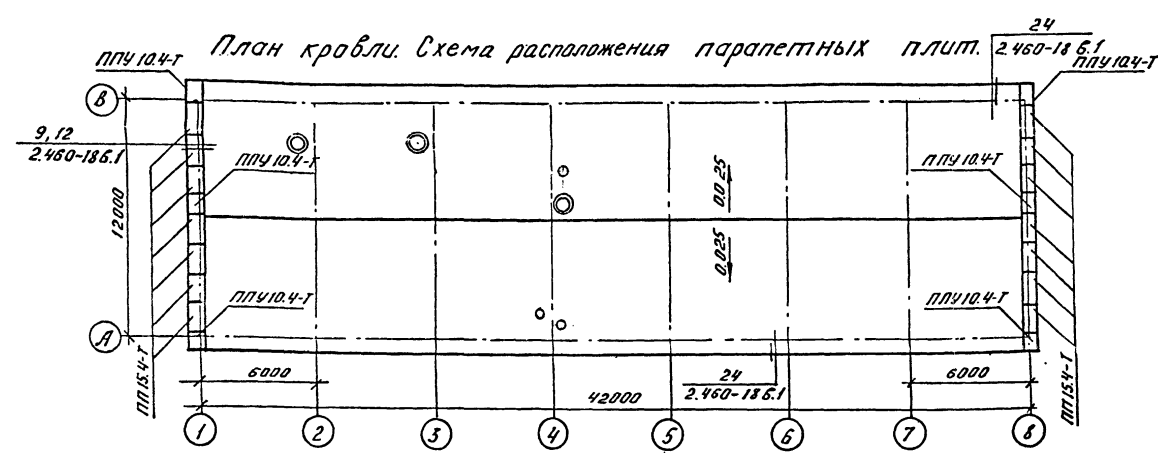 План кровли. Схема расположения парапетных плит.
24
2.460-18 б.1
ППУ 10.4-Т
ППУ 10.4-Т
В
9,12
2.460-18 б.1
ППУ 10.4-Т
ППУ 10.4-Т
0.025
12000
0.025
ППУ 10.4-Т
ППУ 10.4-Т
А
ПП 15.4-Т
ПП 15.4-Т
6000
24
2.460-18 б.1
6000
42000
1 2 3 4 5 6 7 8